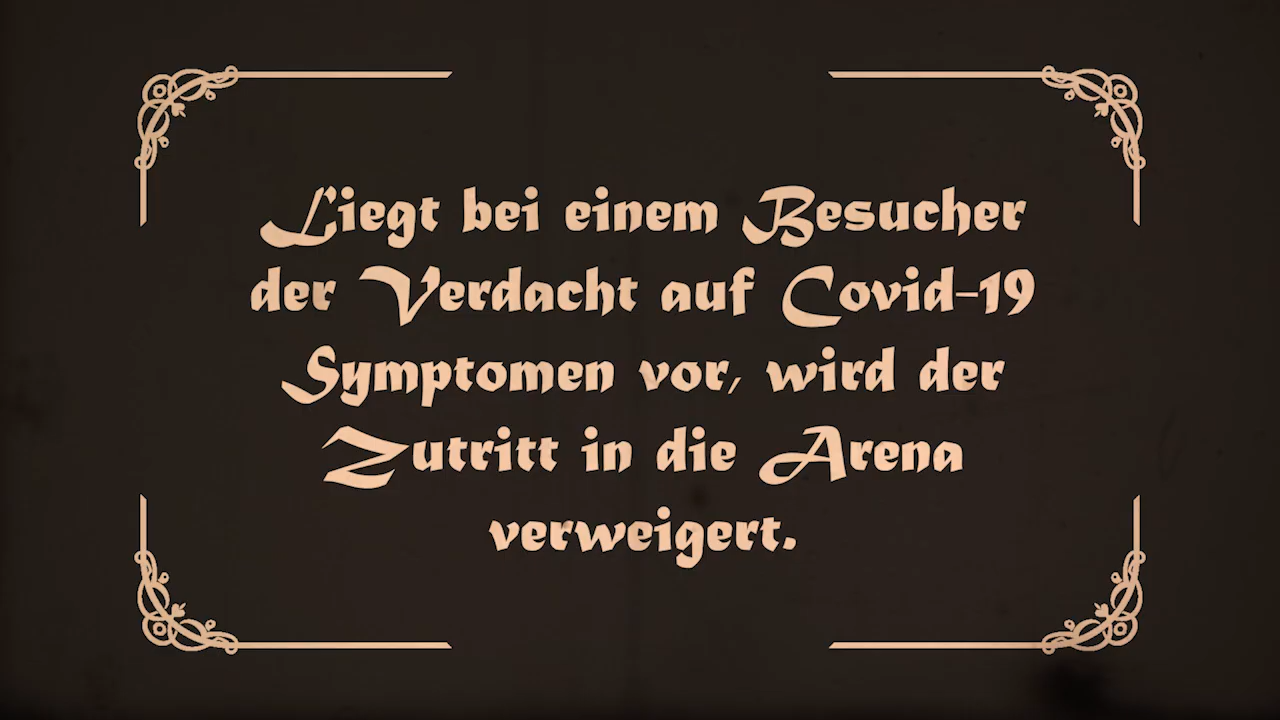 Liegt bei einem Besucher
der Verdacht auf Covid-19
Symptomen vor, wird der
Zutritt in die Arena
verweigert.